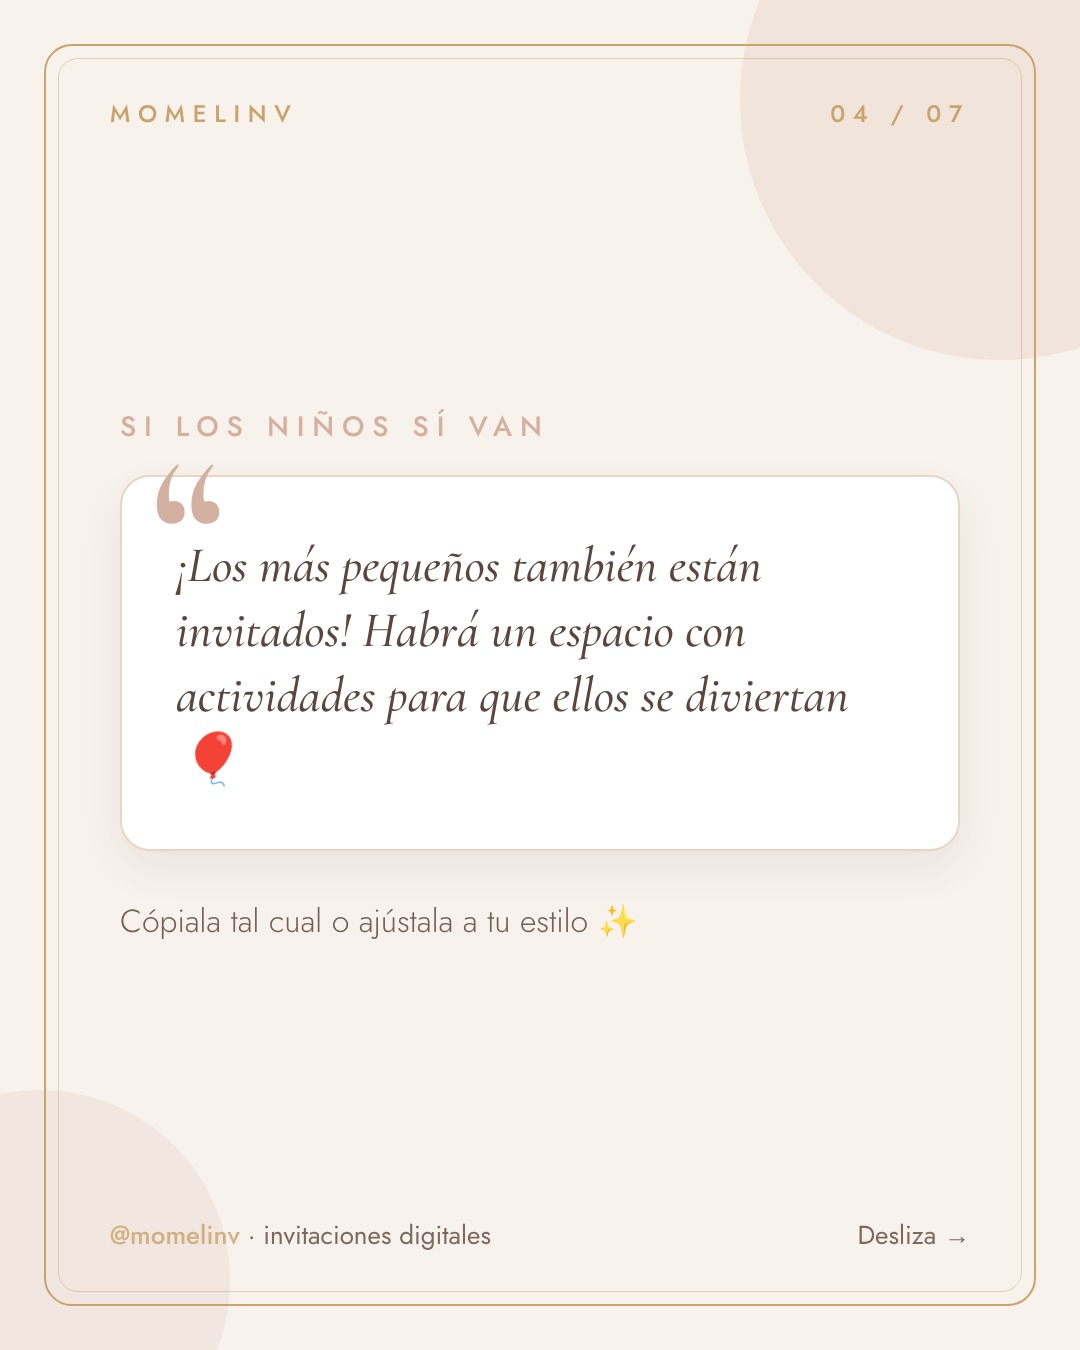 MOMELINV
04 / 07
SI LOS NIÑOS SÍ VAN
“
¡Los más pequeños también están
invitados! Habrá un espacio con
actividades para que ellos se diviertan
🎈
Cópiala tal cual o ajústala a tu estilo ✨
@momelinv · invitaciones digitales
Desliza →